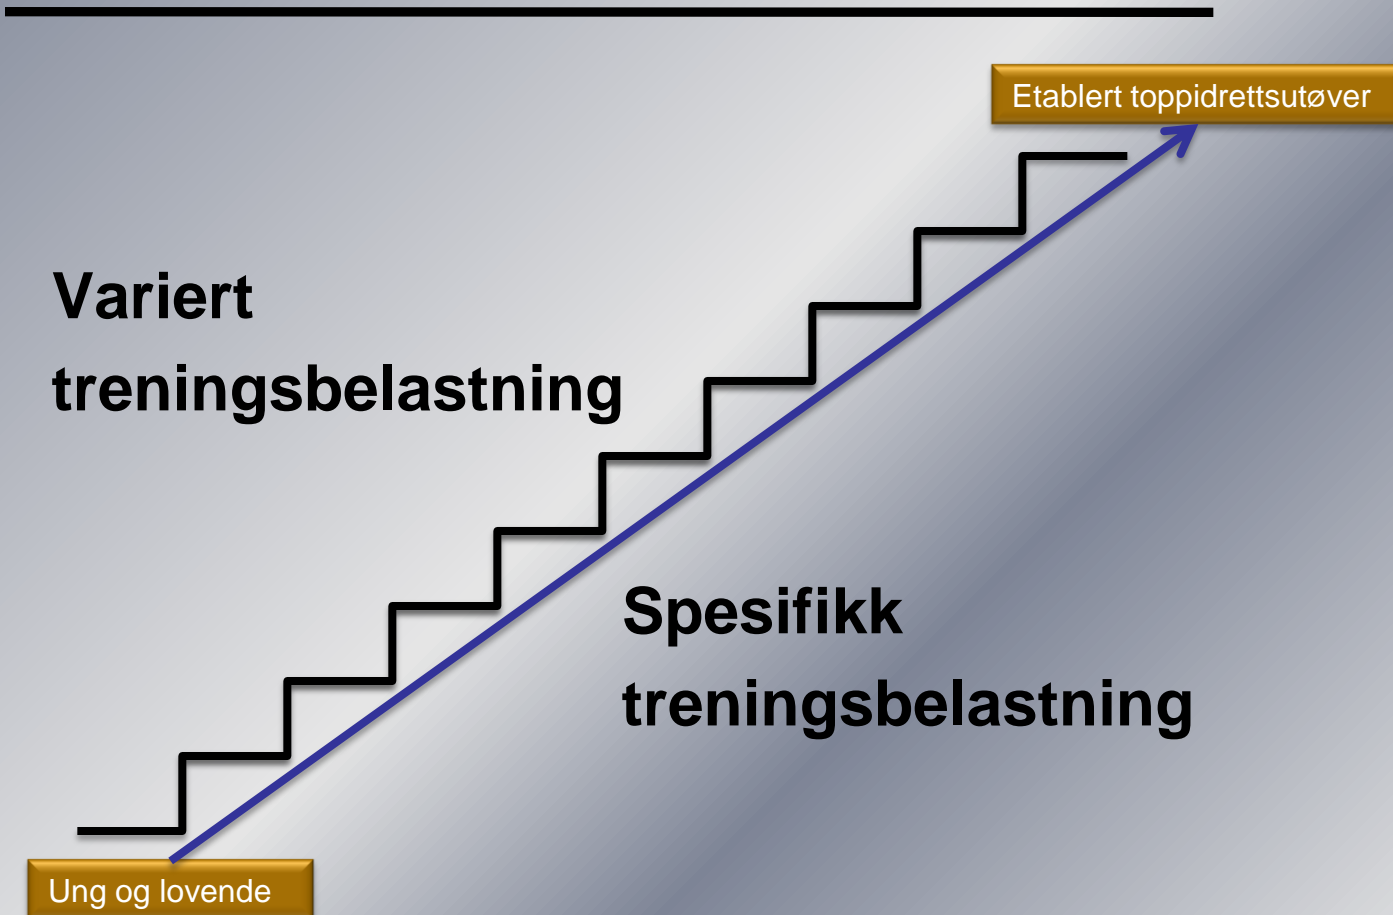 Etablert toppidrettsutøver
Variert
treningsbelastning
Spesifikk
treningsbelastning
Ung og lovende